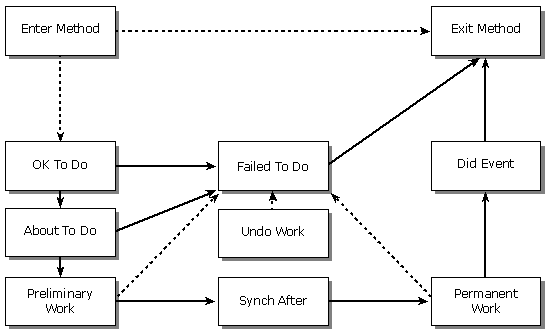 Enter Method
Exit Method
OK To Do
Failed To Do
Did Event
About To Do
Undo Work
Preliminary
Work
Synch After
Permanent
Work